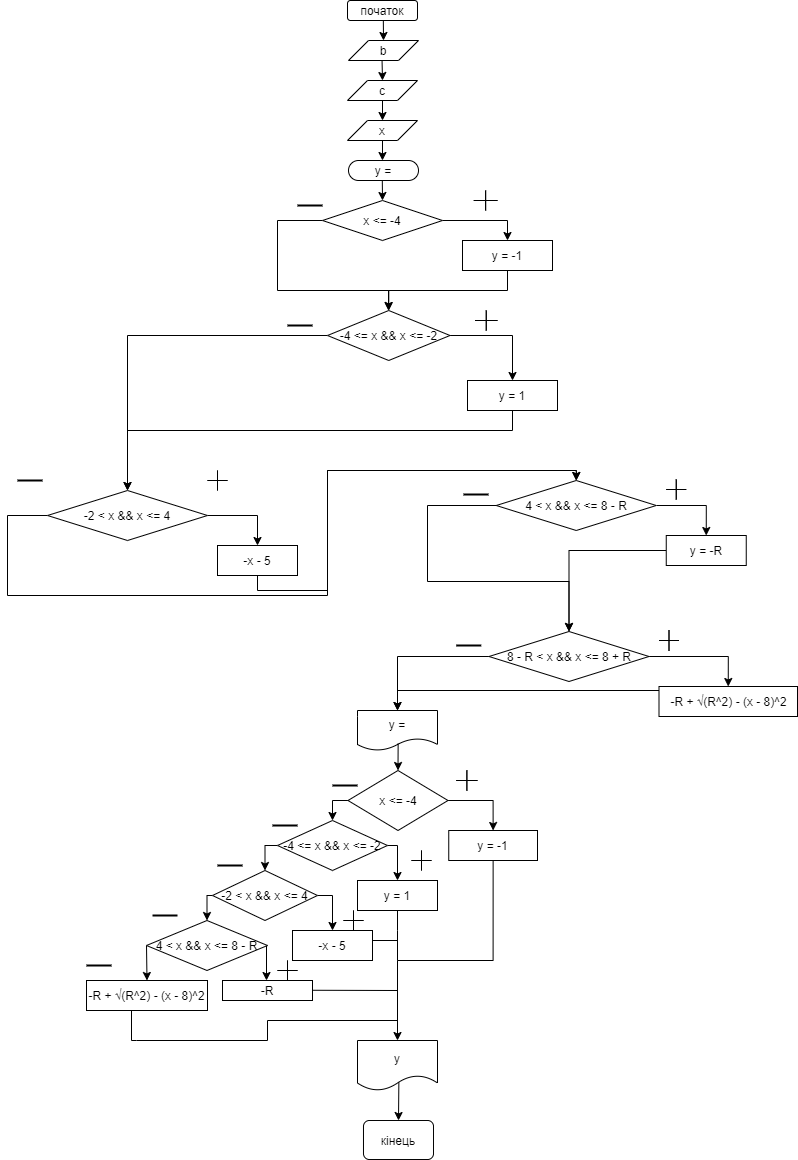 початок
b
c
x
y =
x <= -4
y = -1
-4 <= x && x <= -2
y = 1
-2 < x && x <= 4
-x - 5
4 < x && x <= 8 - R
y = -R
8 - R < x && x <= 8 + R
-R + √(R^2) - (x - 8)^2
y =
x <= -4
y = -1
-4 <= x && x <= -2
y = 1
-2 < x && x <= 4
-x - 5
4 < x && x <= 8 - R
-R + √(R^2) - (x - 8)^2
-R
y
кінець